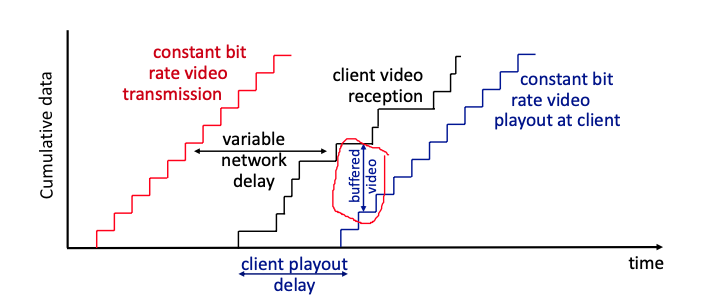 constant bit
rate video
transmission
client video
reception
constant bit
rate video
playout at client
variable
network
delay
buffered
video
Cumulative data
time
client playout
delay